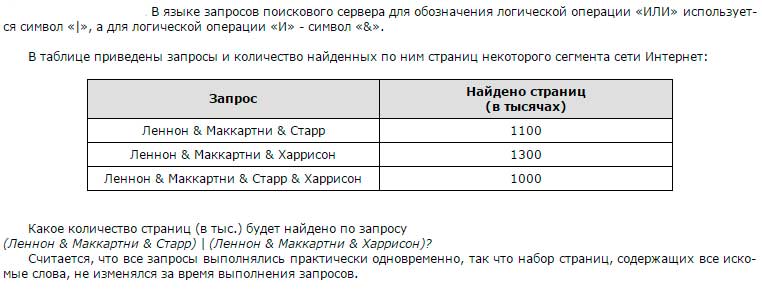 В языке запросов поискового сервера для обозначения логической операции «ИЛИ» использует-
ся символ «|», а для логической операции «И» - символ «&».
В таблице приведены запросы и количество найденных по ним страниц некоторого сегмента сети Интернет:
Запрос Найдено страниц
(в тысячах)
Леннон & Маккартни & Старр 1100
Леннон & Маккартни & Харрисон 1300
Леннон & Маккартни & Старр & Харрисон 1000
Какое количество страниц (в тыс.) будет найдено по запросу
(Леннон & Маккартни & Старр) | (Леннон & Маккартни & Харрисон)?
Считается, что все запросы выполнялись практически одновременно, так что набор страниц, содержащих все иско-
мые слова, не изменялся за время выполнения запросов.